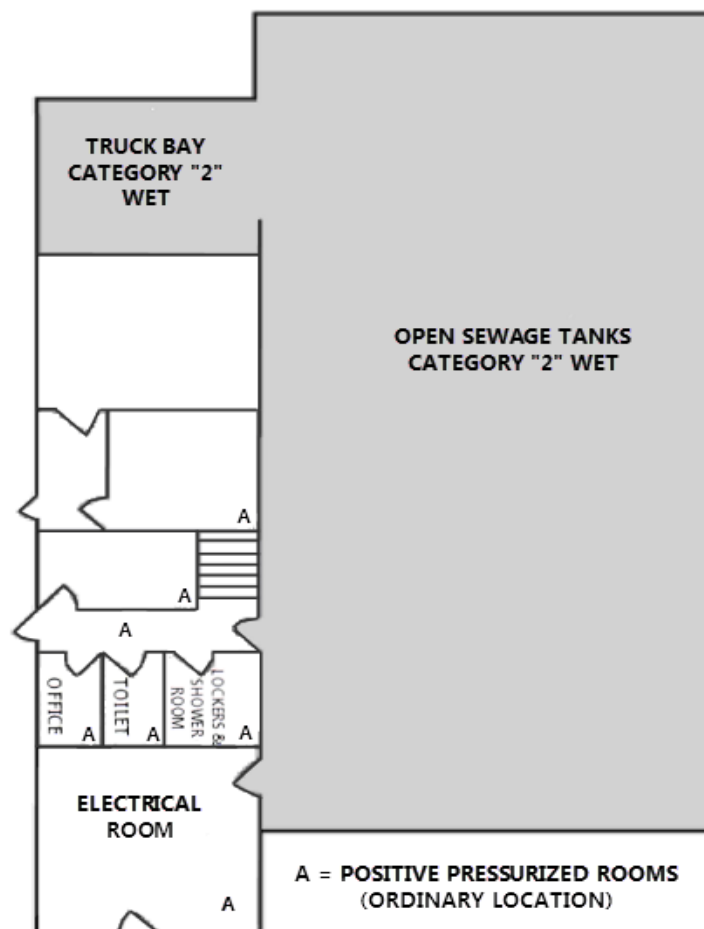 TRUCK BAY
CATEGORY "2"
WET
OPEN SEWAGE TANKS
CATEGORY "2" WET
A
A
A
OFFICE
A
TOILET
A
LOCKERS &
SHOWER
ROOM
A
ELECTRICAL
ROOM
A
A = POSITIVE PRESSURIZED ROOMS
(ORDINARY LOCATION)